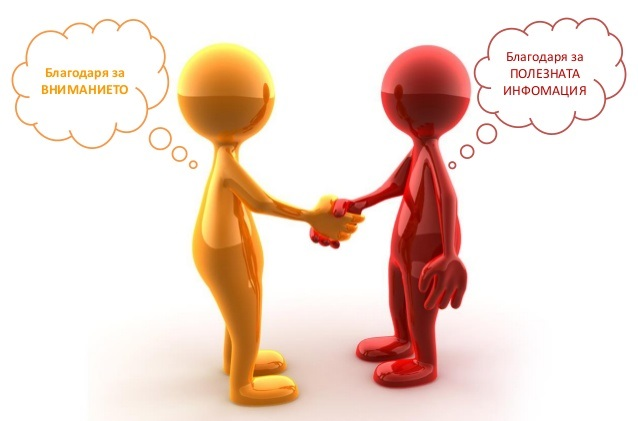 Благодаря за
ВНИМАНИЕТО
Благодаря за
ПОЛЕЗНАТА
ИНФОМАЦИЯ